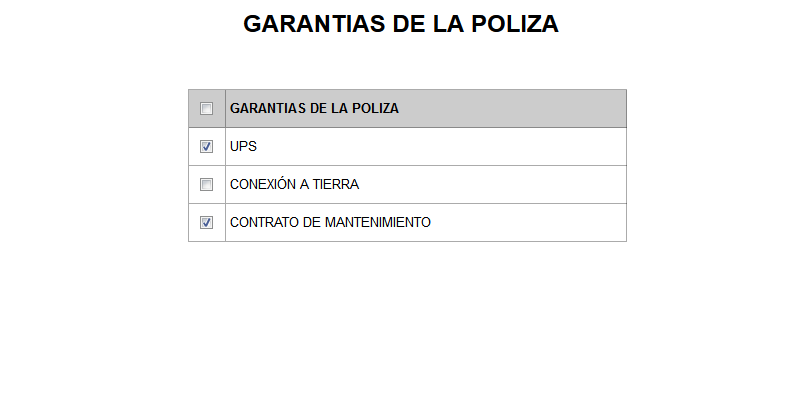 GARANTIAS DE LA POLIZA
GARANTIAS DE LA POLIZA
UPS
CONEXIÓN A TIERRA
CONTRATO DE MANTENIMIENTO